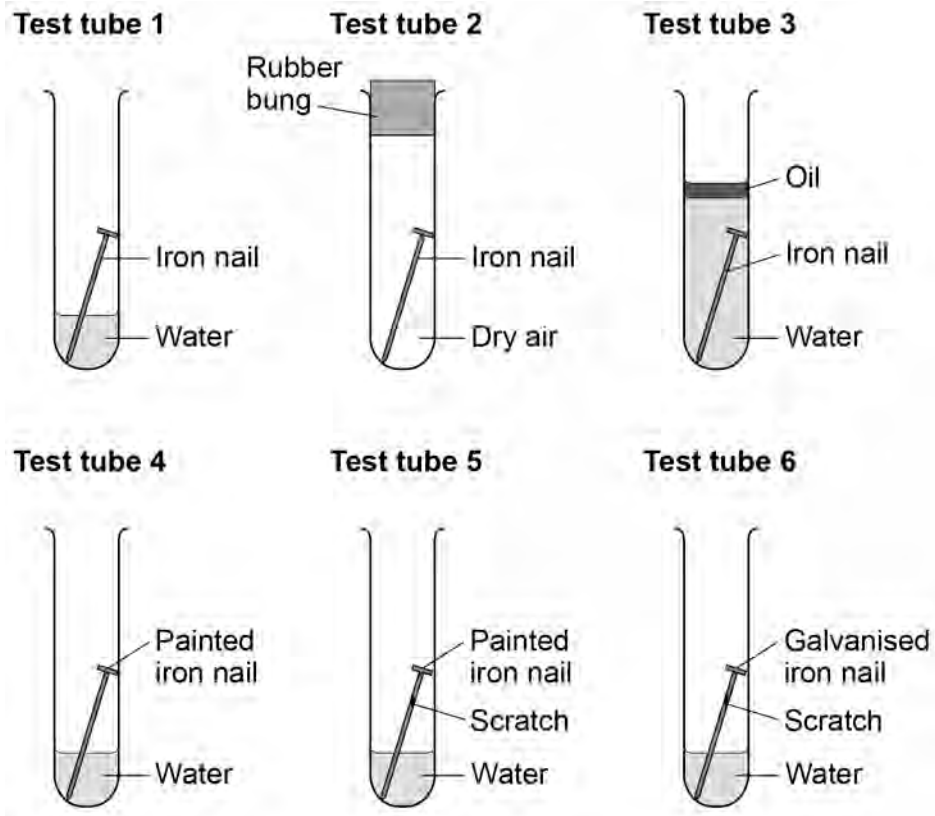 Test tube 1
Test tube 2
Test tube 3
Rubber
bung
Oil
Iron nail
Iron nail
Iron nail
Water
Dry air
Water
Test tube 4
Test tube 5
Test tube 6
Painted
iron nail
Painted
iron nail
Galvanised
iron nail
Scratch
Scratch
Water
Water
Water